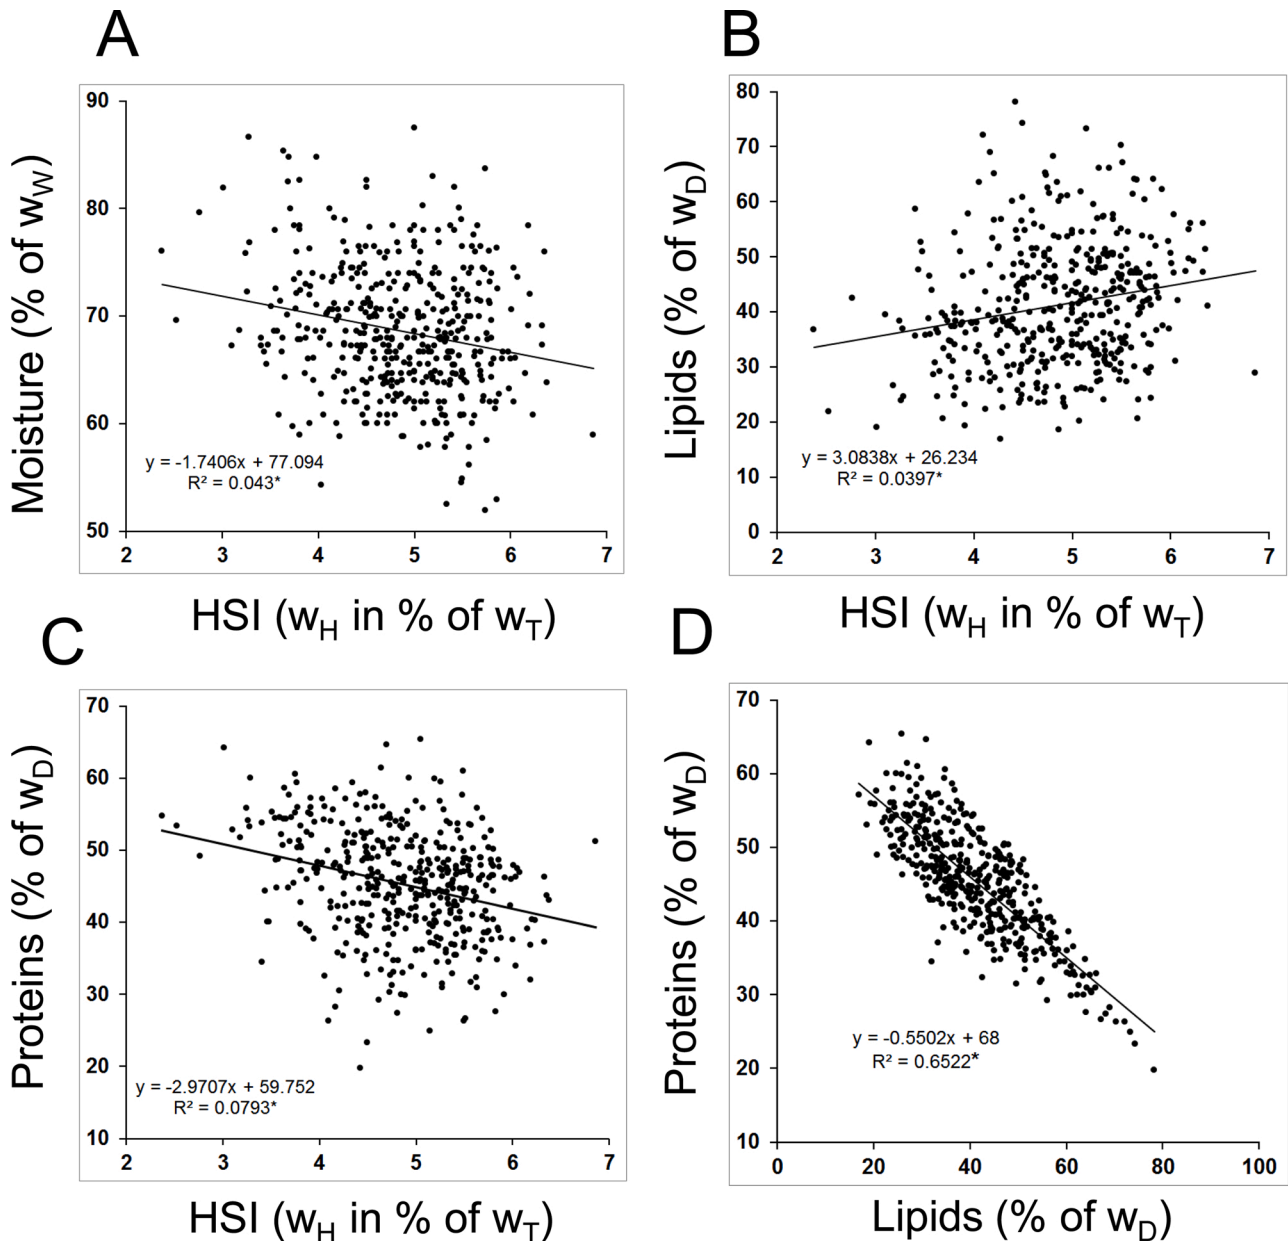 A
90
80
70
60
50
Moisture (% of wW)
y = -1.7406x + 77.094
R² = 0.043*
2 3 4 5 6 7
HSI (wH in % of wT)
B
80
70
60
50
40
30
20
10
0
Lipids (% of wD)
y = 3.0838x + 26.234
R² = 0.0397*
2 3 4 5 6 7
HSI (wH in % of wT)
C
70
60
50
40
30
20
10
Proteins (% of wD)
y = -2.9707x + 59.752
R² = 0.0793*
2 3 4 5 6 7
HSI (wH in % of wT)
D
70
60
50
40
30
20
10
Proteins (% of wD)
y = -0.5502x + 68
R² = 0.6522*
0 20 40 60 80 100
Lipids (% of wD)